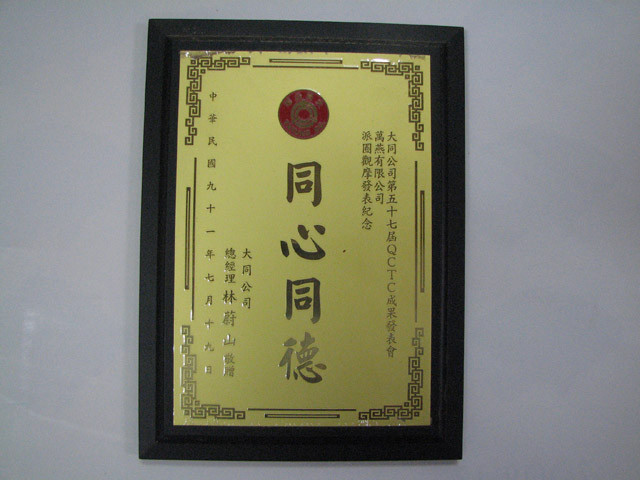 大同公司第五十七屆QCTC成果發表會
萬燕有限公司
派團觀摩發表紀念
同心同德
大同公司
總經理 林蔚山 敬贈
中華民國九十一年七月十九日